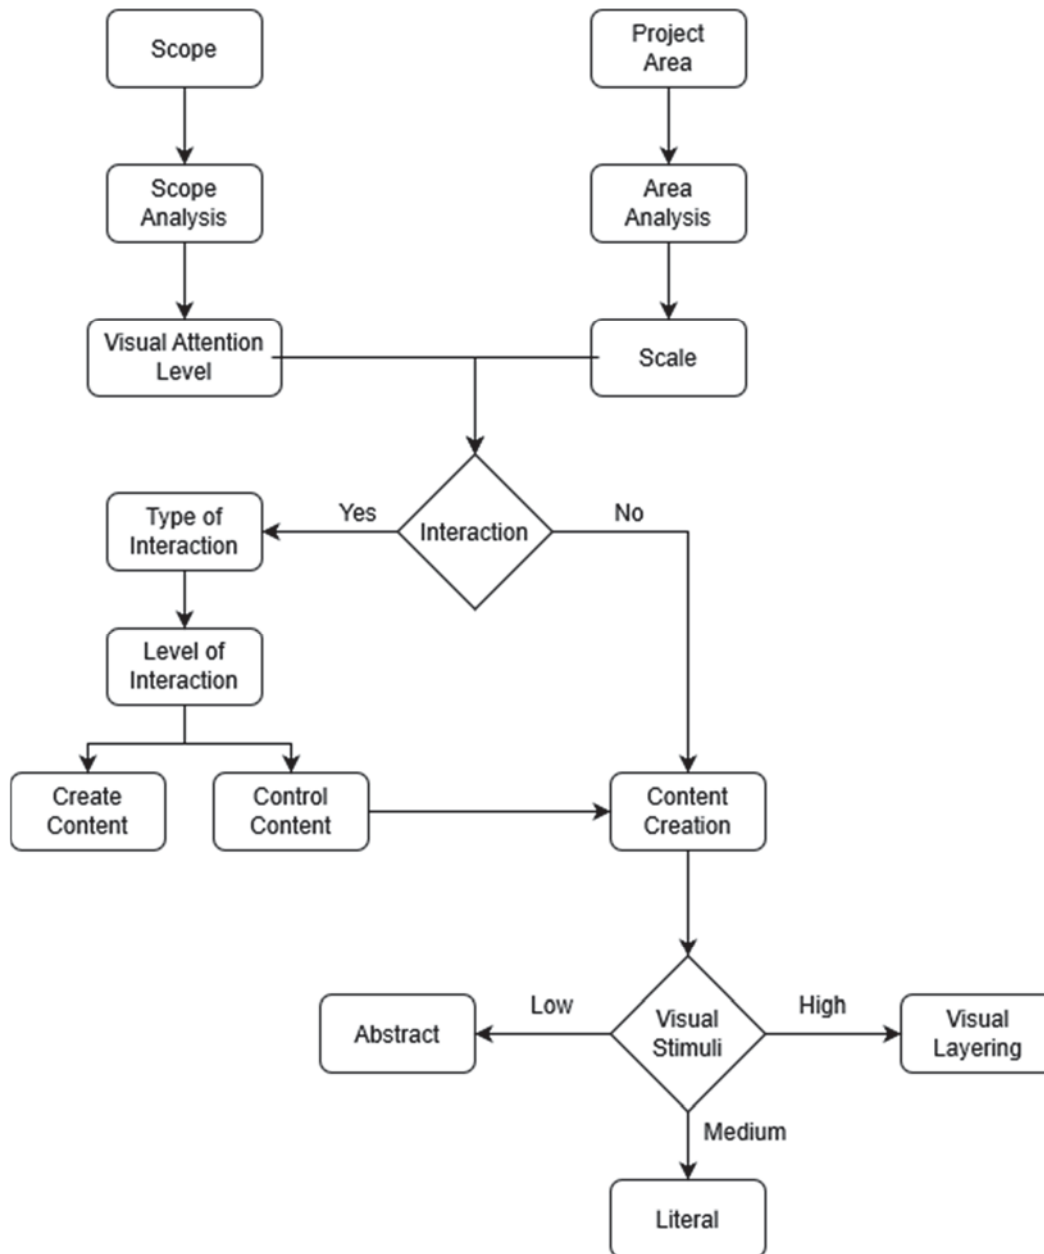 Scope
Project
Area
Scope
Analysis
Area
Analysis
Visual Attention
Level
Scale
Yes
Interaction
No
Type of
Interaction
Level of
Interaction
Create
Content
Control
Content
Content
Creation
Low
Visual
Stimuli
High
Abstract
Visual
Layering
Medium
Literal